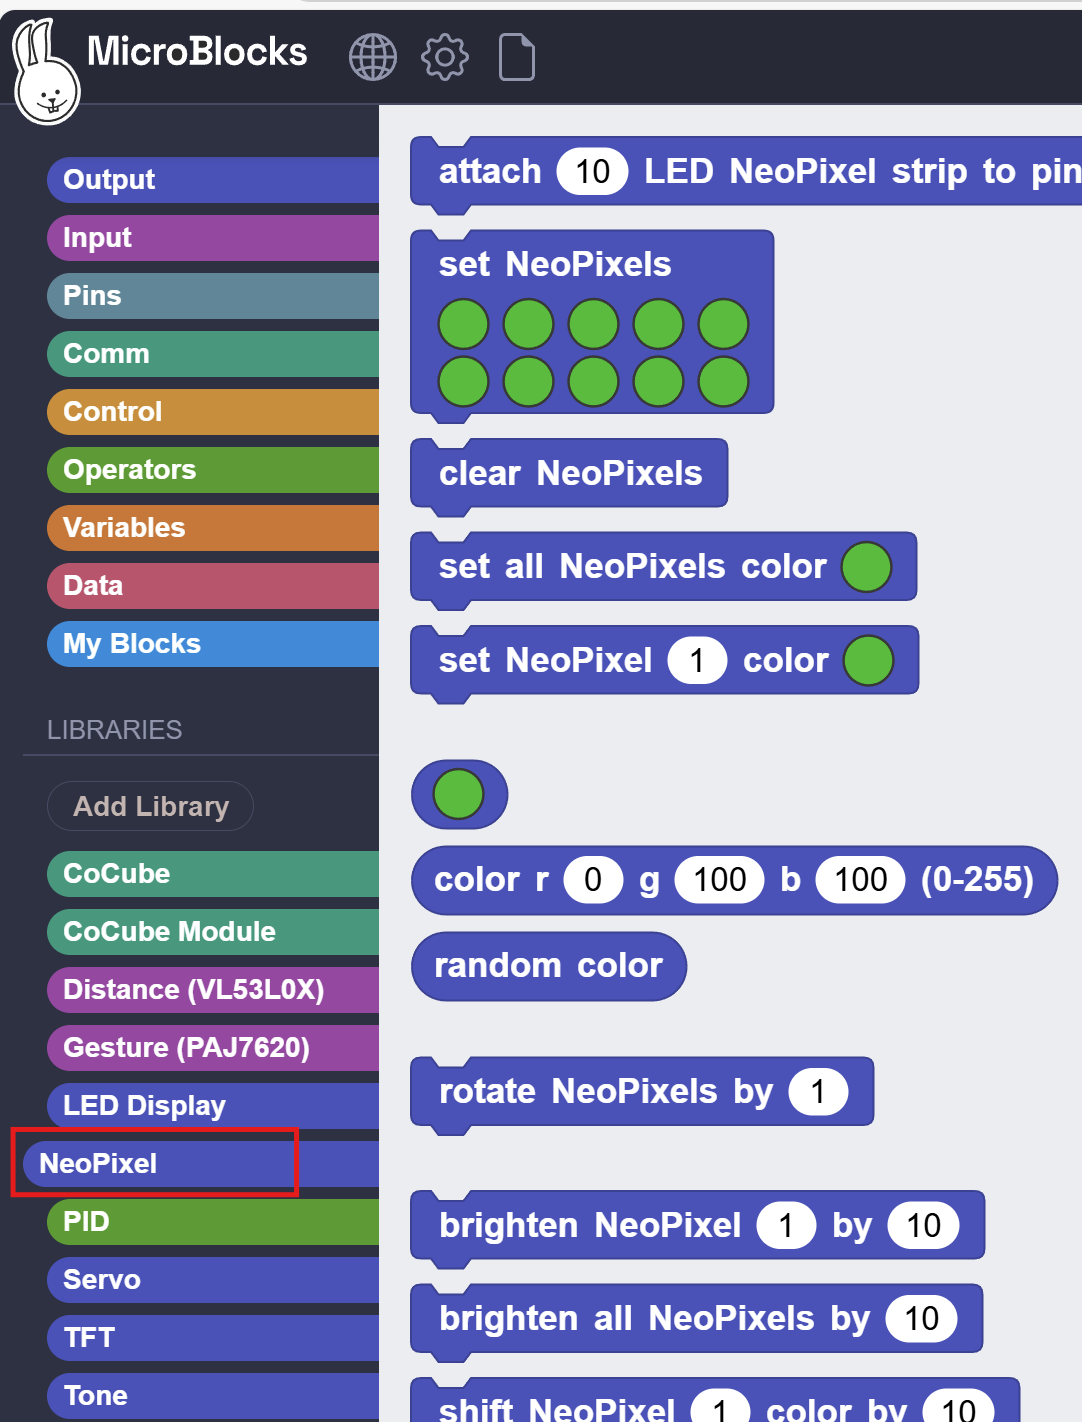 MicroBlocks
Output
Input
Pins
Comm
Control
Operators
Variables
Data
My Blocks
LIBRARIES
Add Library
CoCube
CoCube Module
Distance (VL53L0X)
Gesture (PAJ7620)
LED Display
NeoPixel
PID
Servo
TFT
Tone
attach 10 LED NeoPixel strip to pin
set NeoPixels
clear NeoPixels
set all NeoPixels color
set NeoPixel 1 color
color r 0 g 100 b 100 (0-255)
random color
rotate NeoPixels by 1
brighten NeoPixel 1 by 10
brighten all NeoPixels by 10
shift NeoPixel 1 color by 10